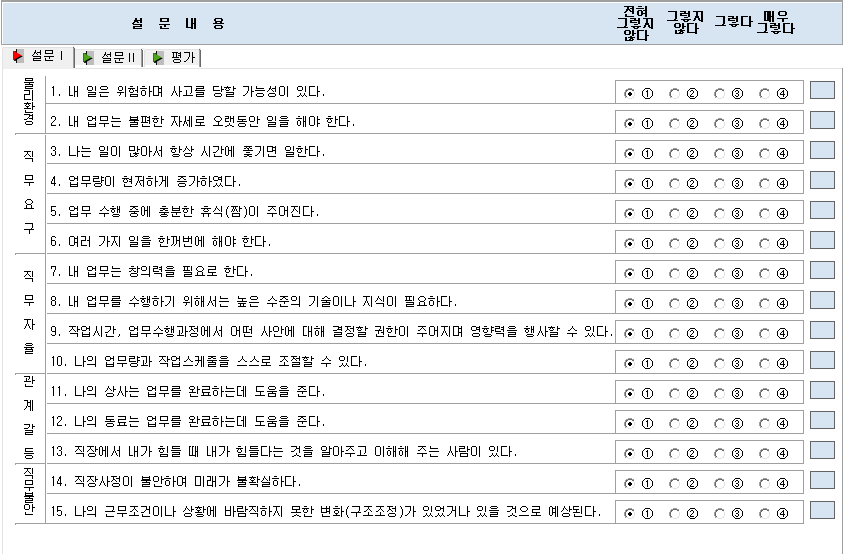 설 문 내 용
전혀 그렇지 않다
그렇지 않다
그렇다
매우 그렇다
설문 I
설문 II
평가
물리환경
1. 내 일은 위험하며 사고를 당할 가능성이 있다. ① ② ③ ④
2. 내 업무는 불편한 자세로 오랫동안 일을 해야 한다. ① ② ③ ④
직무요구
3. 나는 일이 많아서 항상 시간에 쫓기면 일한다. ① ② ③ ④
4. 업무량이 현저하게 증가하였다. ① ② ③ ④
5. 업무 수행 중에 충분한 휴식(짬)이 주어진다. ① ② ③ ④
6. 여러 가지 일을 한꺼번에 해야 한다. ① ② ③ ④
직무자율
7. 내 업무는 창의력을 필요로 한다. ① ② ③ ④
8. 내 업무를 수행하기 위해서는 높은 수준의 기술이나 지식이 필요하다. ① ② ③ ④
9. 작업시간, 업무수행과정에서 어떤 사안에 대해 결정할 권한이 주어지며 영향력을 행사할 수 있다. ① ② ③ ④
10. 나의 업무량과 작업스케줄을 스스로 조절할 수 있다. ① ② ③ ④
관계갈등
11. 나의 상사는 업무를 완료하는데 도움을 준다. ① ② ③ ④
12. 나의 동료는 업무를 완료하는데 도움을 준다. ① ② ③ ④
13. 직장에서 내가 힘들 때 내가 힘들다는 것을 알아주고 이해해 주는 사람이 있다. ① ② ③ ④
직무불안
14. 직장사정이 불안하여 미래가 불확실하다. ① ② ③ ④
15. 나의 근무조건이나 상황에 바람직하지 못한 변화(구조조정)가 있었거나 있을 것으로 예상된다. ① ② ③ ④